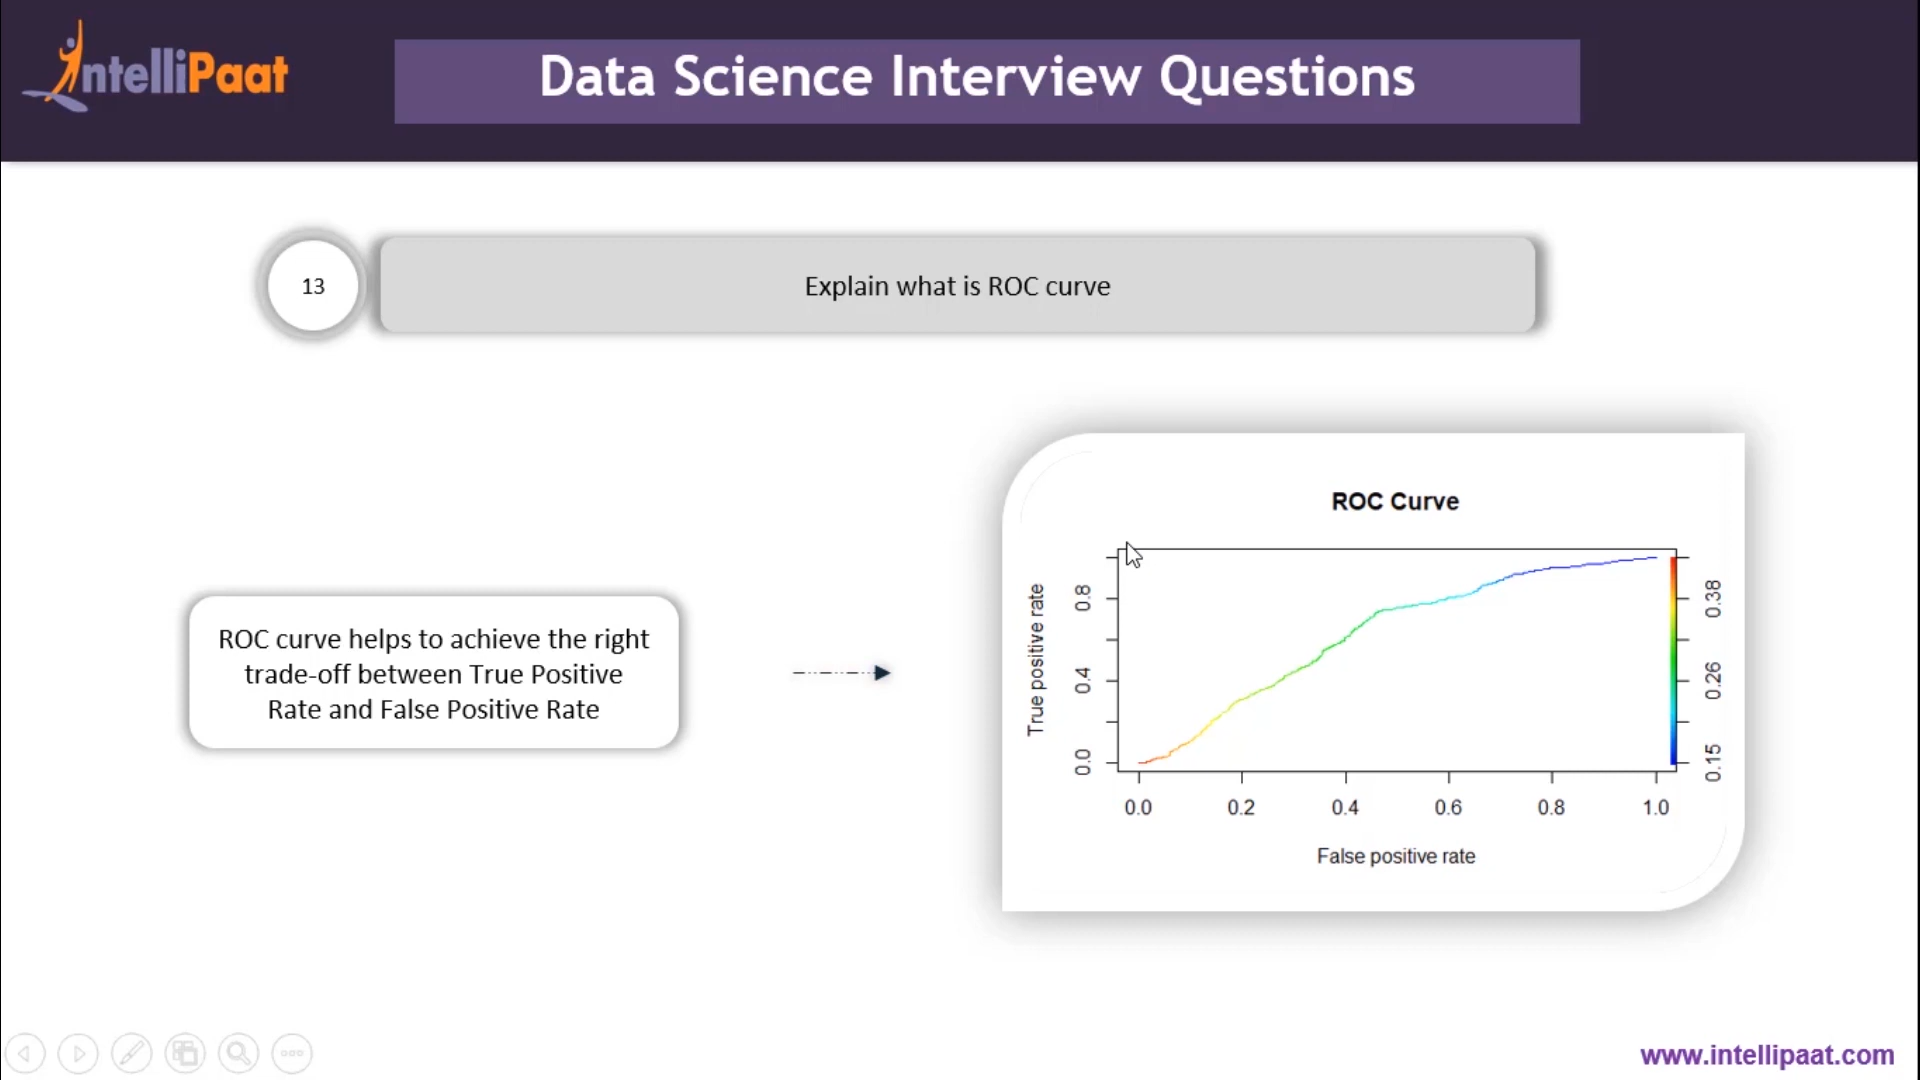 IntelliPaat
Data Science Interview Questions
13
Explain what is ROC curve
ROC curve helps to achieve the right
trade-off between True Positive
Rate and False Positive Rate
ROC Curve
True positive rate
0.8
0.4
0.0
0.38
0.26
0.15
0.0 0.2 0.4 0.6 0.8 1.0
False positive rate
www.intellipaat.com